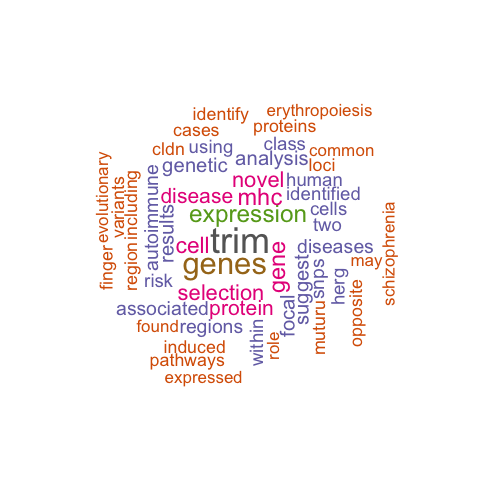 identify
erythropoiesis
cases
proteins
cldn
using
class
common
genetic
analysis
loci
novel
human
disease
mhc
identified
expression
cells
two
trim
cell
genes
gene
diseases
may
risk
selection
suggest
snps
herg
associated
protein
focal
muturu
opposite
schizophrenia
found
regions
within
role
induced
pathways
expressed
finger
evolutionary
variants
region
including
autoimmune
results